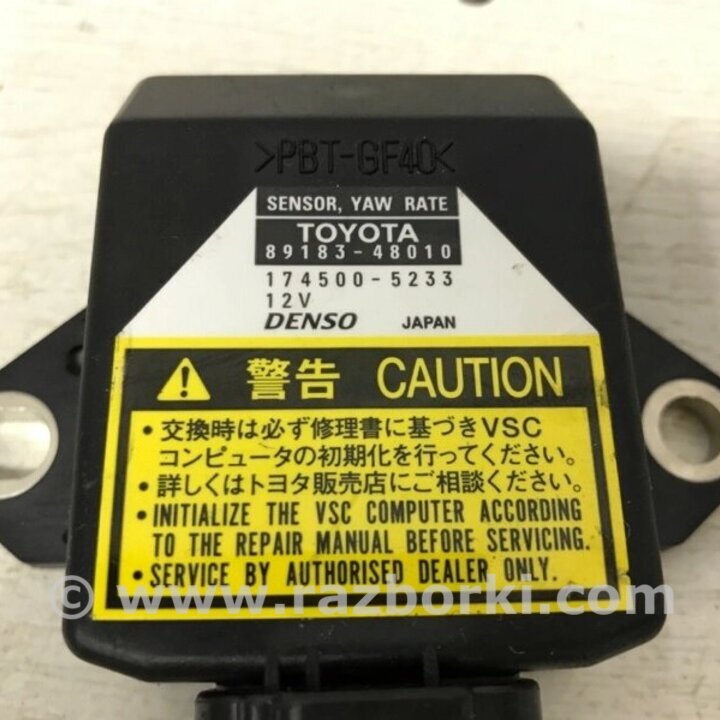 >PBT-GF40<
SENSOR, YAW RATE
TOYOTA
89183-48010
174500-5233
12V
DENSO JAPAN
警告 CAUTION
・交換時は必ず修理書に基づきVSC
コンピュータの初期化を行ってください。
・詳しくはトヨタ販売店にご相談ください。
・INITIALIZE THE VSC COMPUTER ACCORDING
TO THE REPAIR MANUAL BEFORE SERVICING.
・SERVICE BY AUTHORISED DEALER ONLY.
© www.razborki.com